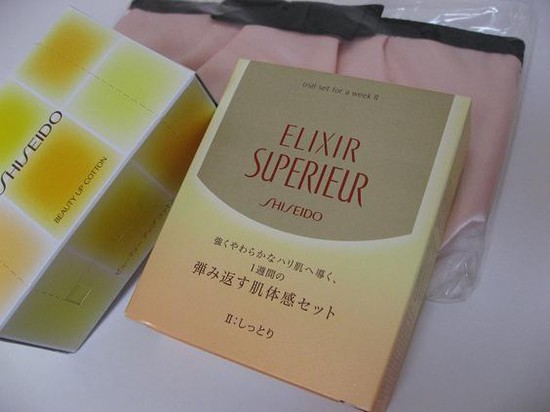 SHISEIDO
BEAUTY UP COTTON
trial set for a week II
ELIXIR
SUPERIEUR
SHISEIDO
強くやわらかなハリ肌へ導く、
1週間の
弾み返す肌体感セット
II:しっとり